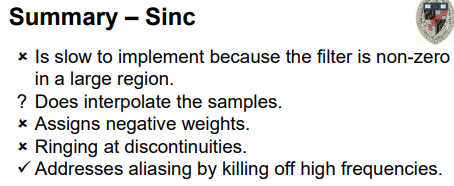 Summary – Sinc
× Is slow to implement because the filter is non-zero
in a large region.
? Does interpolate the samples.
× Assigns negative weights.
× Ringing at discontinuities.
✓ Addresses aliasing by killing off high frequencies.